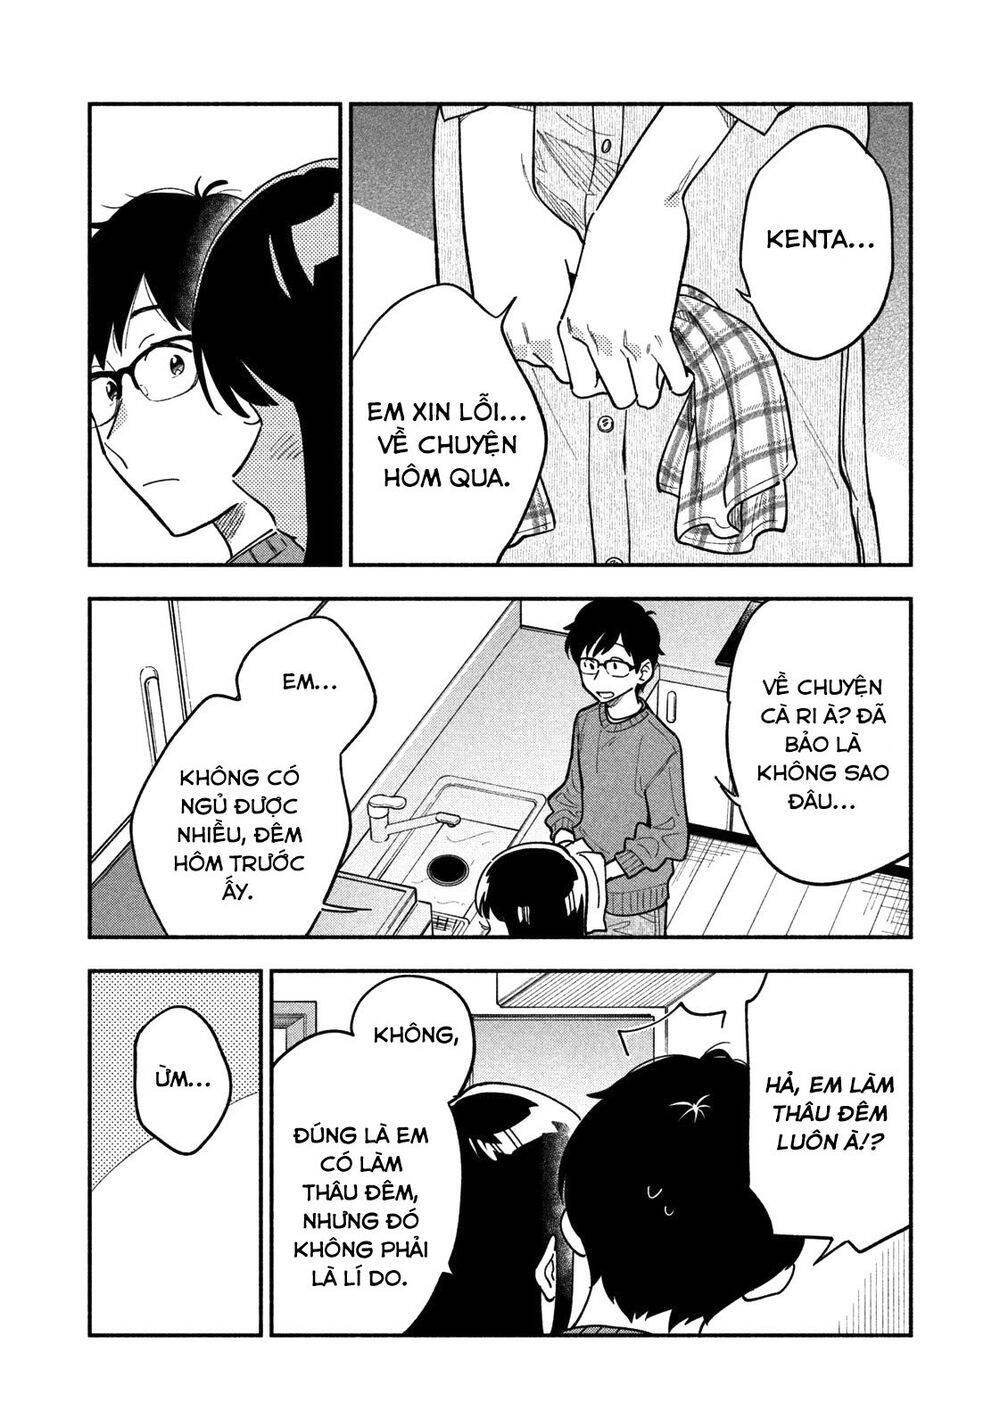 KENTA...
EM XIN LỖI...
VỀ CHUYỆN
HÔM QUA.
VỀ CHUYỆN
CÀ RI À? ĐÃ
BẢO LÀ
KHÔNG SAO
ĐÂU...
EM...
KHÔNG CÓ
NGỦ ĐƯỢC
NHIỀU, ĐÊM
HÔM TRƯỚC
ẤY.
HẢ, EM LÀM
THÂU ĐÊM
LUÔN À!?
KHÔNG,
ĐÚNG LÀ EM
CÓ LÀM
THÂU ĐÊM,
NHƯNG ĐÓ
KHÔNG PHẢI
LÀ LÍ DO.
ỪM...